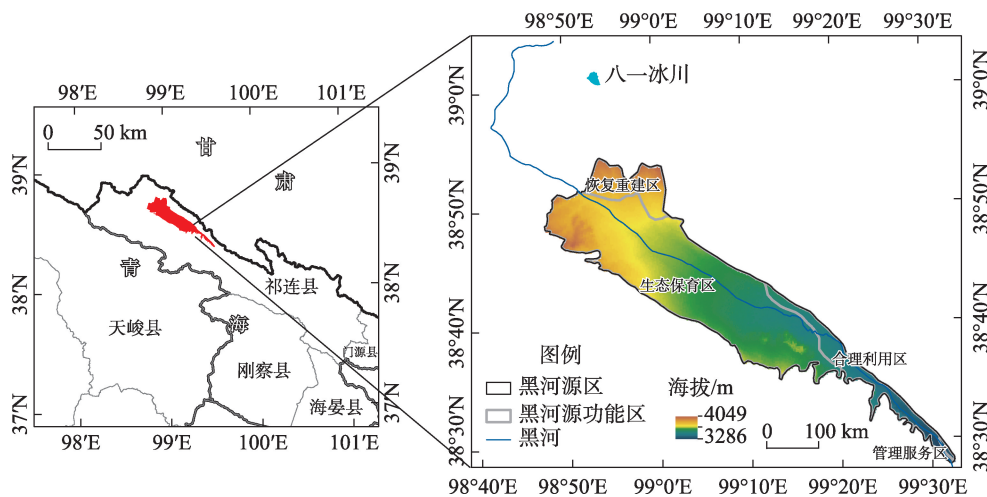 98°E 99°E 100°E 101°E
0 50 km
甘
肃
39°N
39°N
青
海
祁连县
38°N
38°N
天峻县
门源县
刚察县
海晏县
37°N
37°N
98°E 99°E 100°E 101°E
98°50′E 99°0′E 99°10′E 99°20′E 99°30′E
八一冰川
39°0′N
39°0′N
恢复重建区
38°50′N
38°50′N
生态保育区
38°40′N
38°40′N
合理利用区
图例
黑河源区
黑河源功能区
黑河
海拔/m
4049
3286
0 100 km
38°30′N
38°30′N
管理服务区
98°40′E 98°50′E 99°0′E 99°10′E 99°20′E 99°30′E